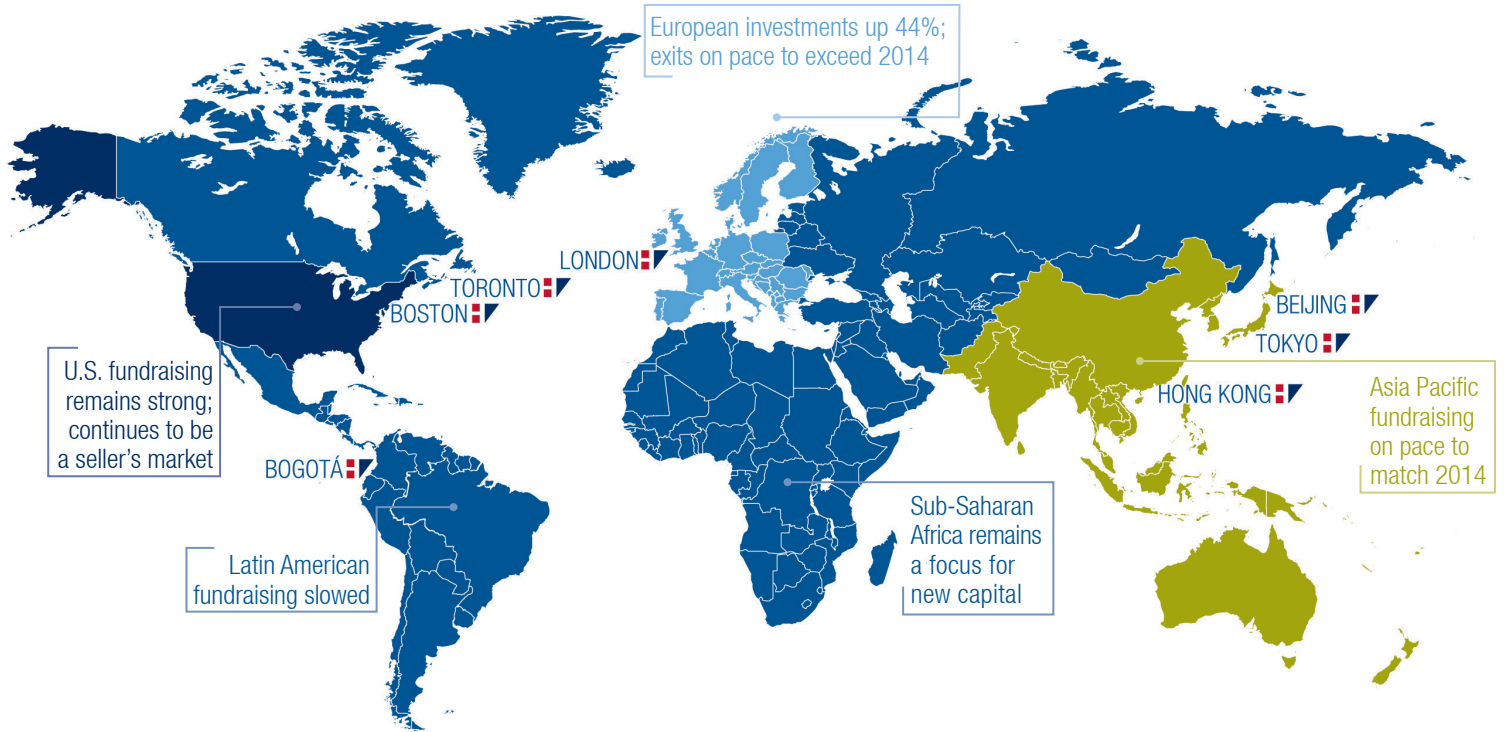 European investments up 44%;
exits on pace to exceed 2014
LONDON
TORONTO
BOSTON
BEIJING
TOKYO
HONG KONG
U.S. fundraising
remains strong;
continues to be
a seller’s market
Asia Pacific
fundraising
on pace to
match 2014
BOGOTÁ
Sub-Saharan
Africa remains
a focus for
new capital
Latin American
fundraising slowed